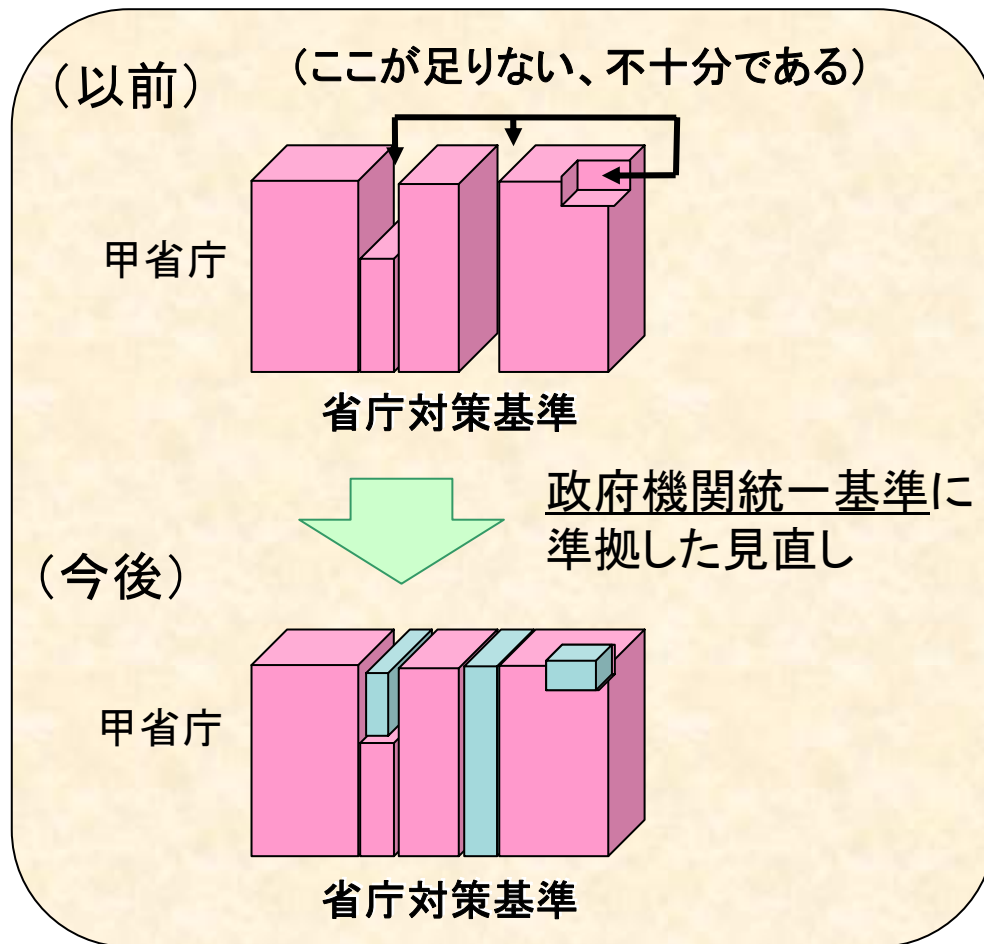 （以前）
（ここが足りない、不十分である）
甲省庁
省庁対策基準
政府機関統一基準に
準拠した見直し
（今後）
甲省庁
省庁対策基準